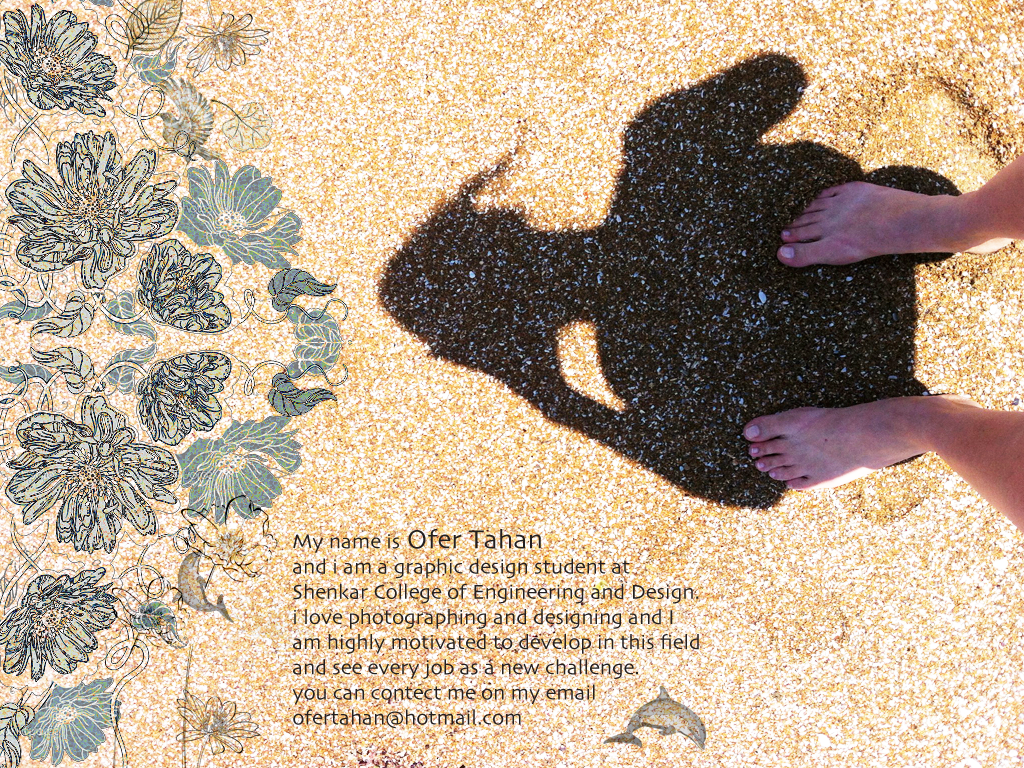 My name is Ofer Tahan
and i am a graphic design student at
Shenkar College of Engineering and Design.
i love photographing and designing and I
am highly motivated to develop in this field
and see every job as a new challenge.
you can contect me on my email
ofertahan@hotmail.com